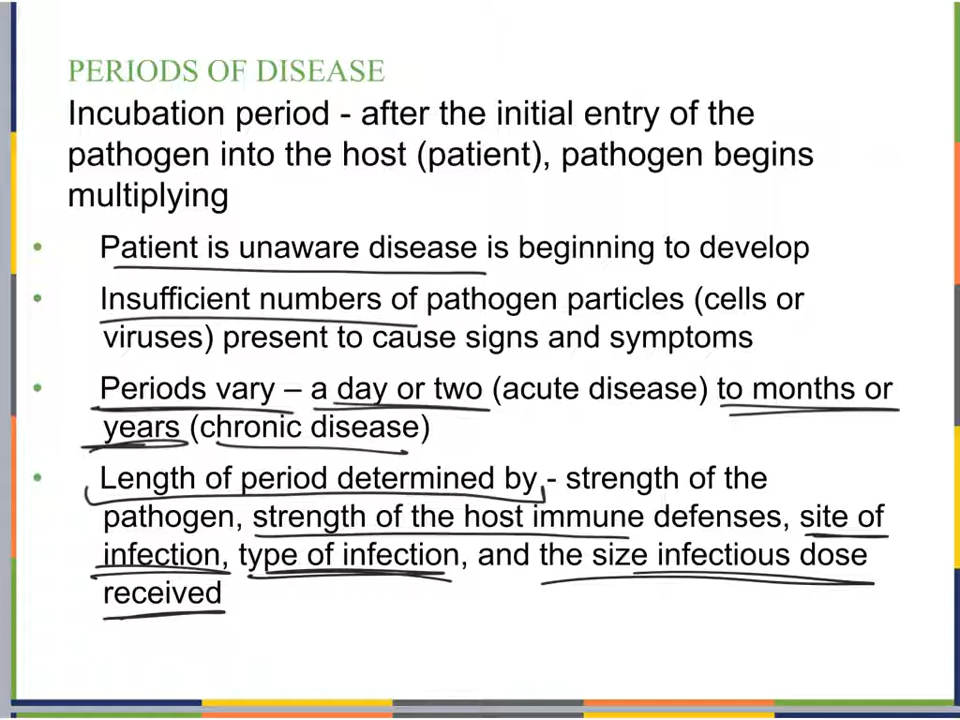 PERIODS OF DISEASE
Incubation period - after the initial entry of the
pathogen into the host (patient), pathogen begins
multiplying
• Patient is unaware disease is beginning to develop
• Insufficient numbers of pathogen particles (cells or
viruses) present to cause signs and symptoms
• Periods vary – a day or two (acute disease) to months or
years (chronic disease)
• Length of period determined by - strength of the
pathogen, strength of the host immune defenses, site of
infection, type of infection, and the size infectious dose
received